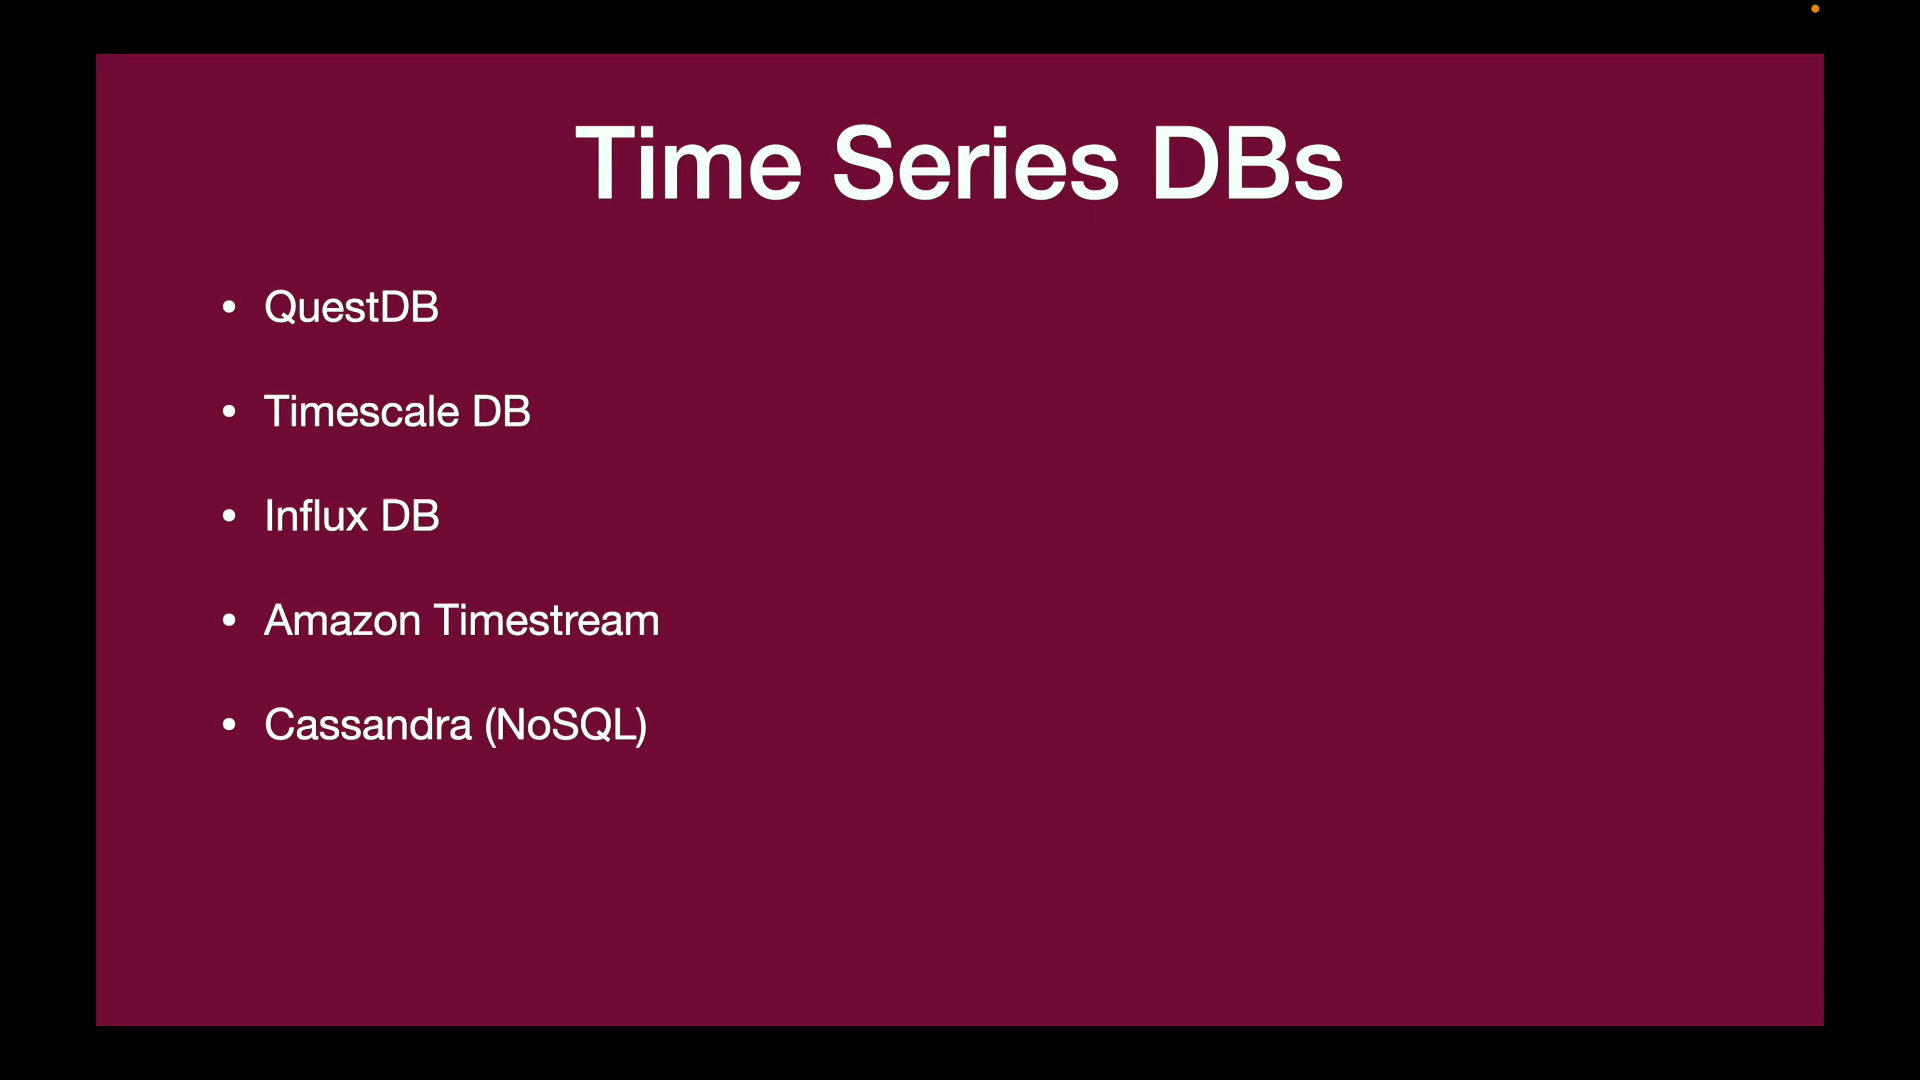 Time Series DBs
• QuestDB
• Timescale DB
• Influx DB
• Amazon Timestream
• Cassandra (NoSQL)